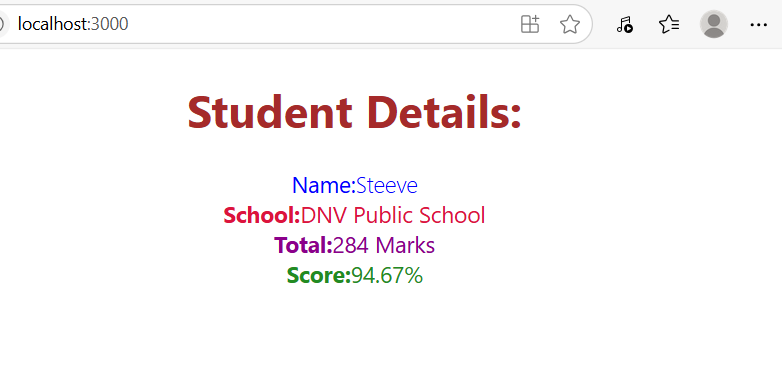 localhost:3000
Student Details:
Name:Steeve
School:DNV Public School
Total:284 Marks
Score:94.67%